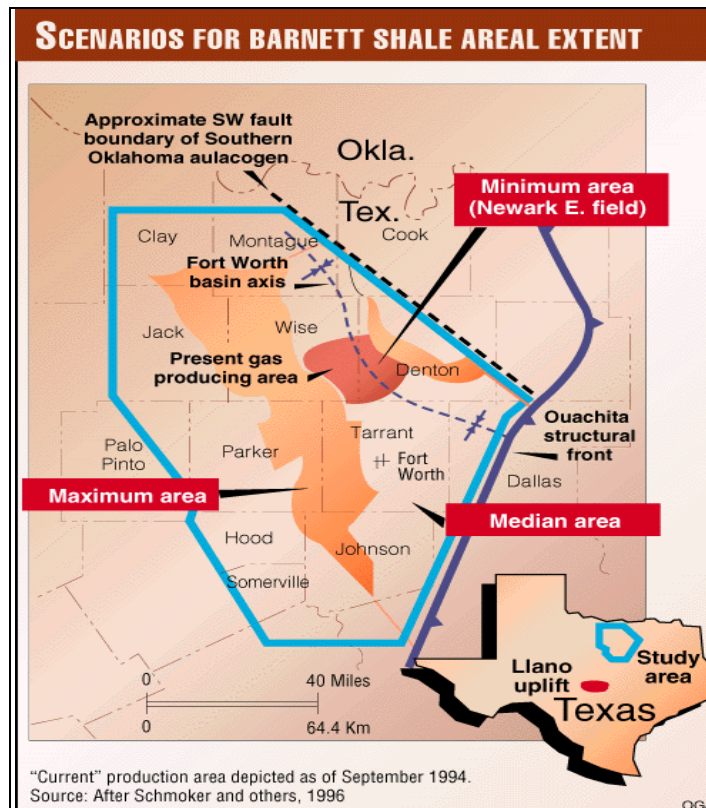 SCENARIOS FOR BARNETT SHALE AREAL EXTENT
Approximate SW fault
boundary of Southern
Oklahoma aulacogen
Okla.
Tex.
Minimum area
(Newark E. field)
Clay
Montague
Cook
Fort Worth
basin axis
Jack
Wise
Present gas
producing area
Denton
Palo
Pinto
Parker
Tarrant
Fort
Worth
Ouachita
structural
front
Dallas
Maximum area
Median area
Hood
Johnson
Somerville
0
40 Miles
0
64.4 Km
Llano
uplift
Study
area
Texas
"Current" production area depicted as of September 1994.
Source: After Schmoker and others, 1996